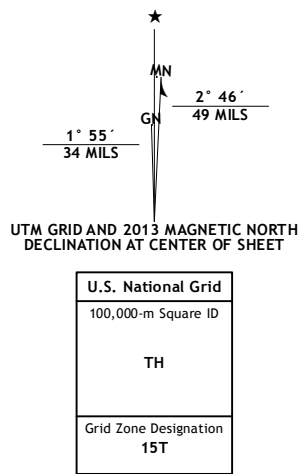 ★
MN
2° 46´
49 MILS
GN
1° 55´
34 MILS
UTM GRID AND 2013 MAGNETIC NORTH
DECLINATION AT CENTER OF SHEET
U.S. National Grid
100,000-m Square ID
TH
Grid Zone Designation
15T